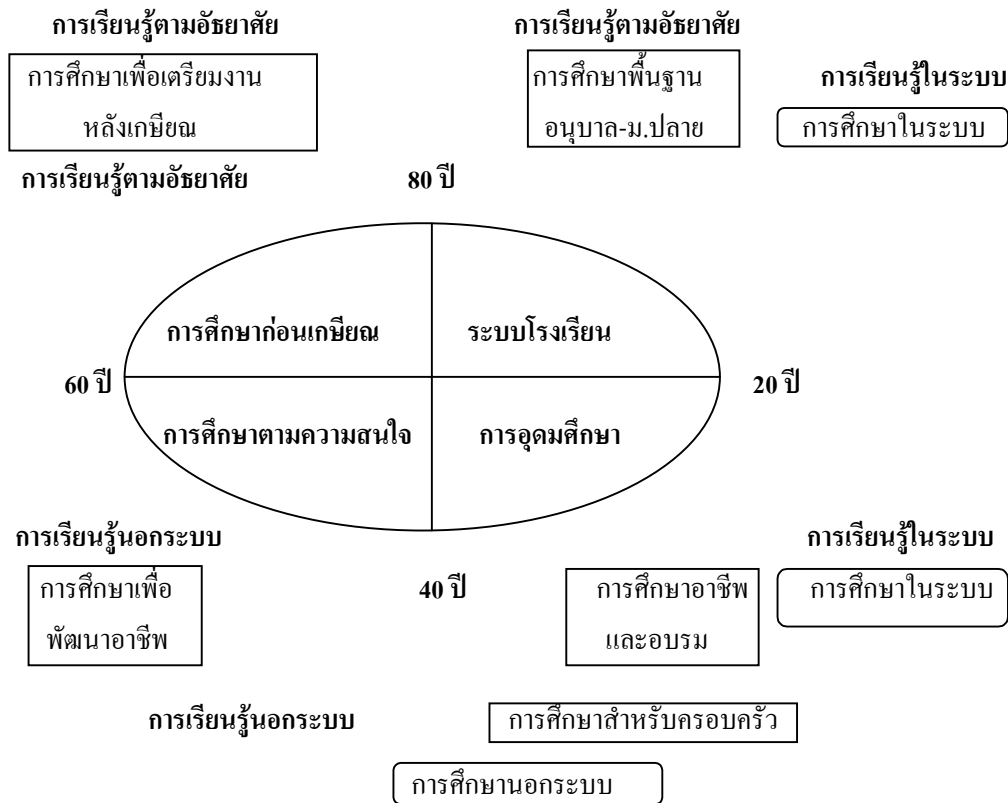 การเรียนรู้ตามอัธยาศัย
การเรียนรู้ตามอัธยาศัย
การศึกษาเพื่อเตรียมงาน
หลังเกษียณ
การศึกษาพื้นฐาน
อนุบาล-ม.ปลาย
การเรียนรู้ในระบบ
การศึกษาในระบบ
การเรียนรู้ตามอัธยาศัย
80 ปี
การศึกษาก่อนเกษียณ
ระบบโรงเรียน
60 ปี
20 ปี
การศึกษาตามความสนใจ
การอุดมศึกษา
การเรียนรู้นอกระบบ
การเรียนรู้ในระบบ
การศึกษาเพื่อ
พัฒนาอาชีพ
40 ปี
การศึกษาอาชีพ
และอบรม
การศึกษาในระบบ
การเรียนรู้นอกระบบ
การศึกษาสำหรับครอบครัว
การศึกษานอกระบบ